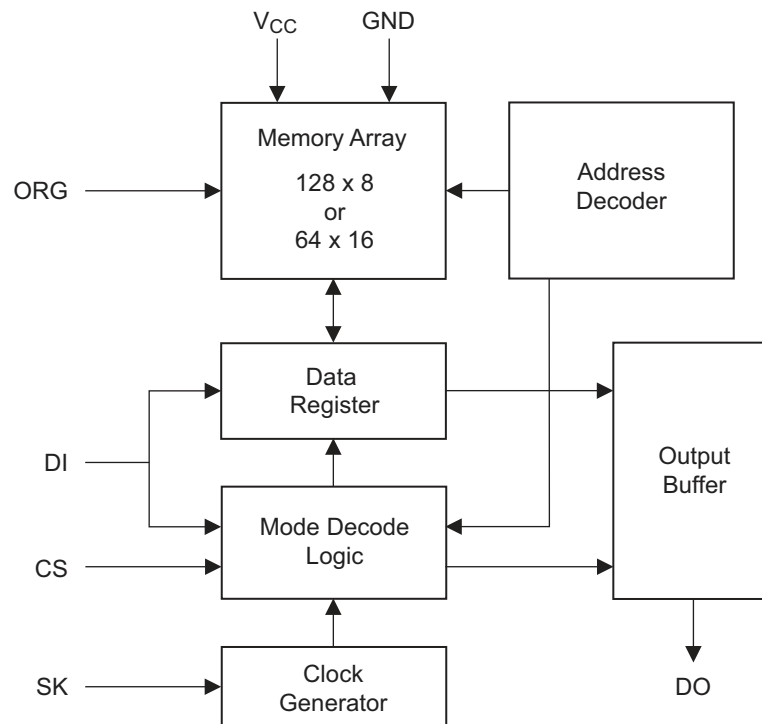 VCC
GND
Memory Array
128 x 8
or
64 x 16
ORG
Address
Decoder
Data
Register
DI
Output
Buffer
Mode Decode
Logic
CS
Clock
Generator
SK
DO